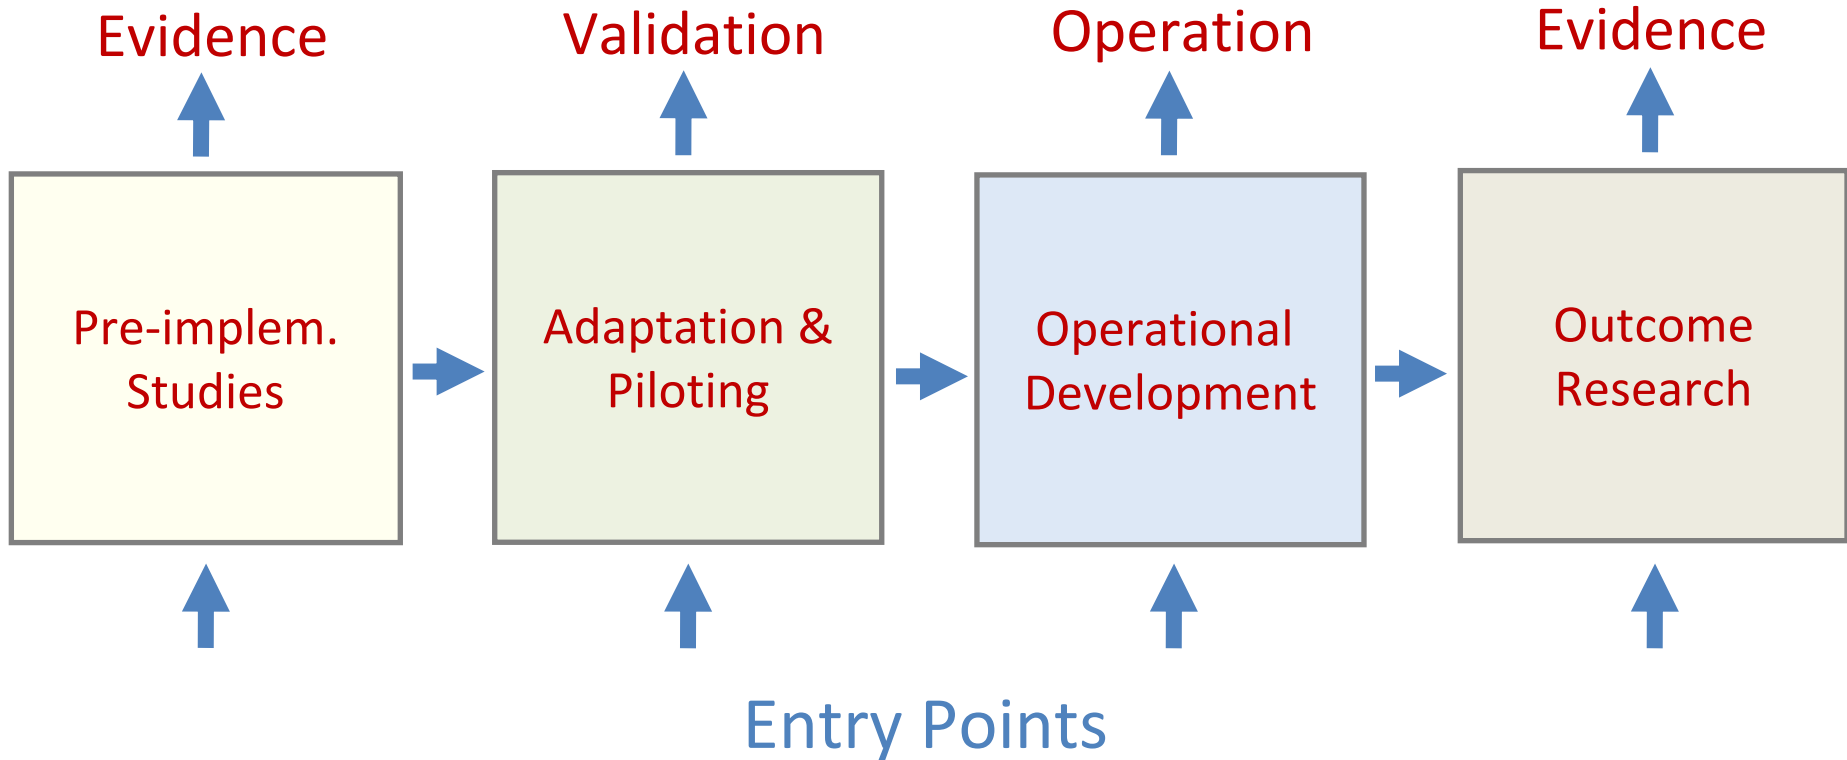 Evidence
Validation
Operation
Evidence
Pre-implem.
Studies
Adaptation &
Piloting
Operational
Development
Outcome
Research
Entry Points